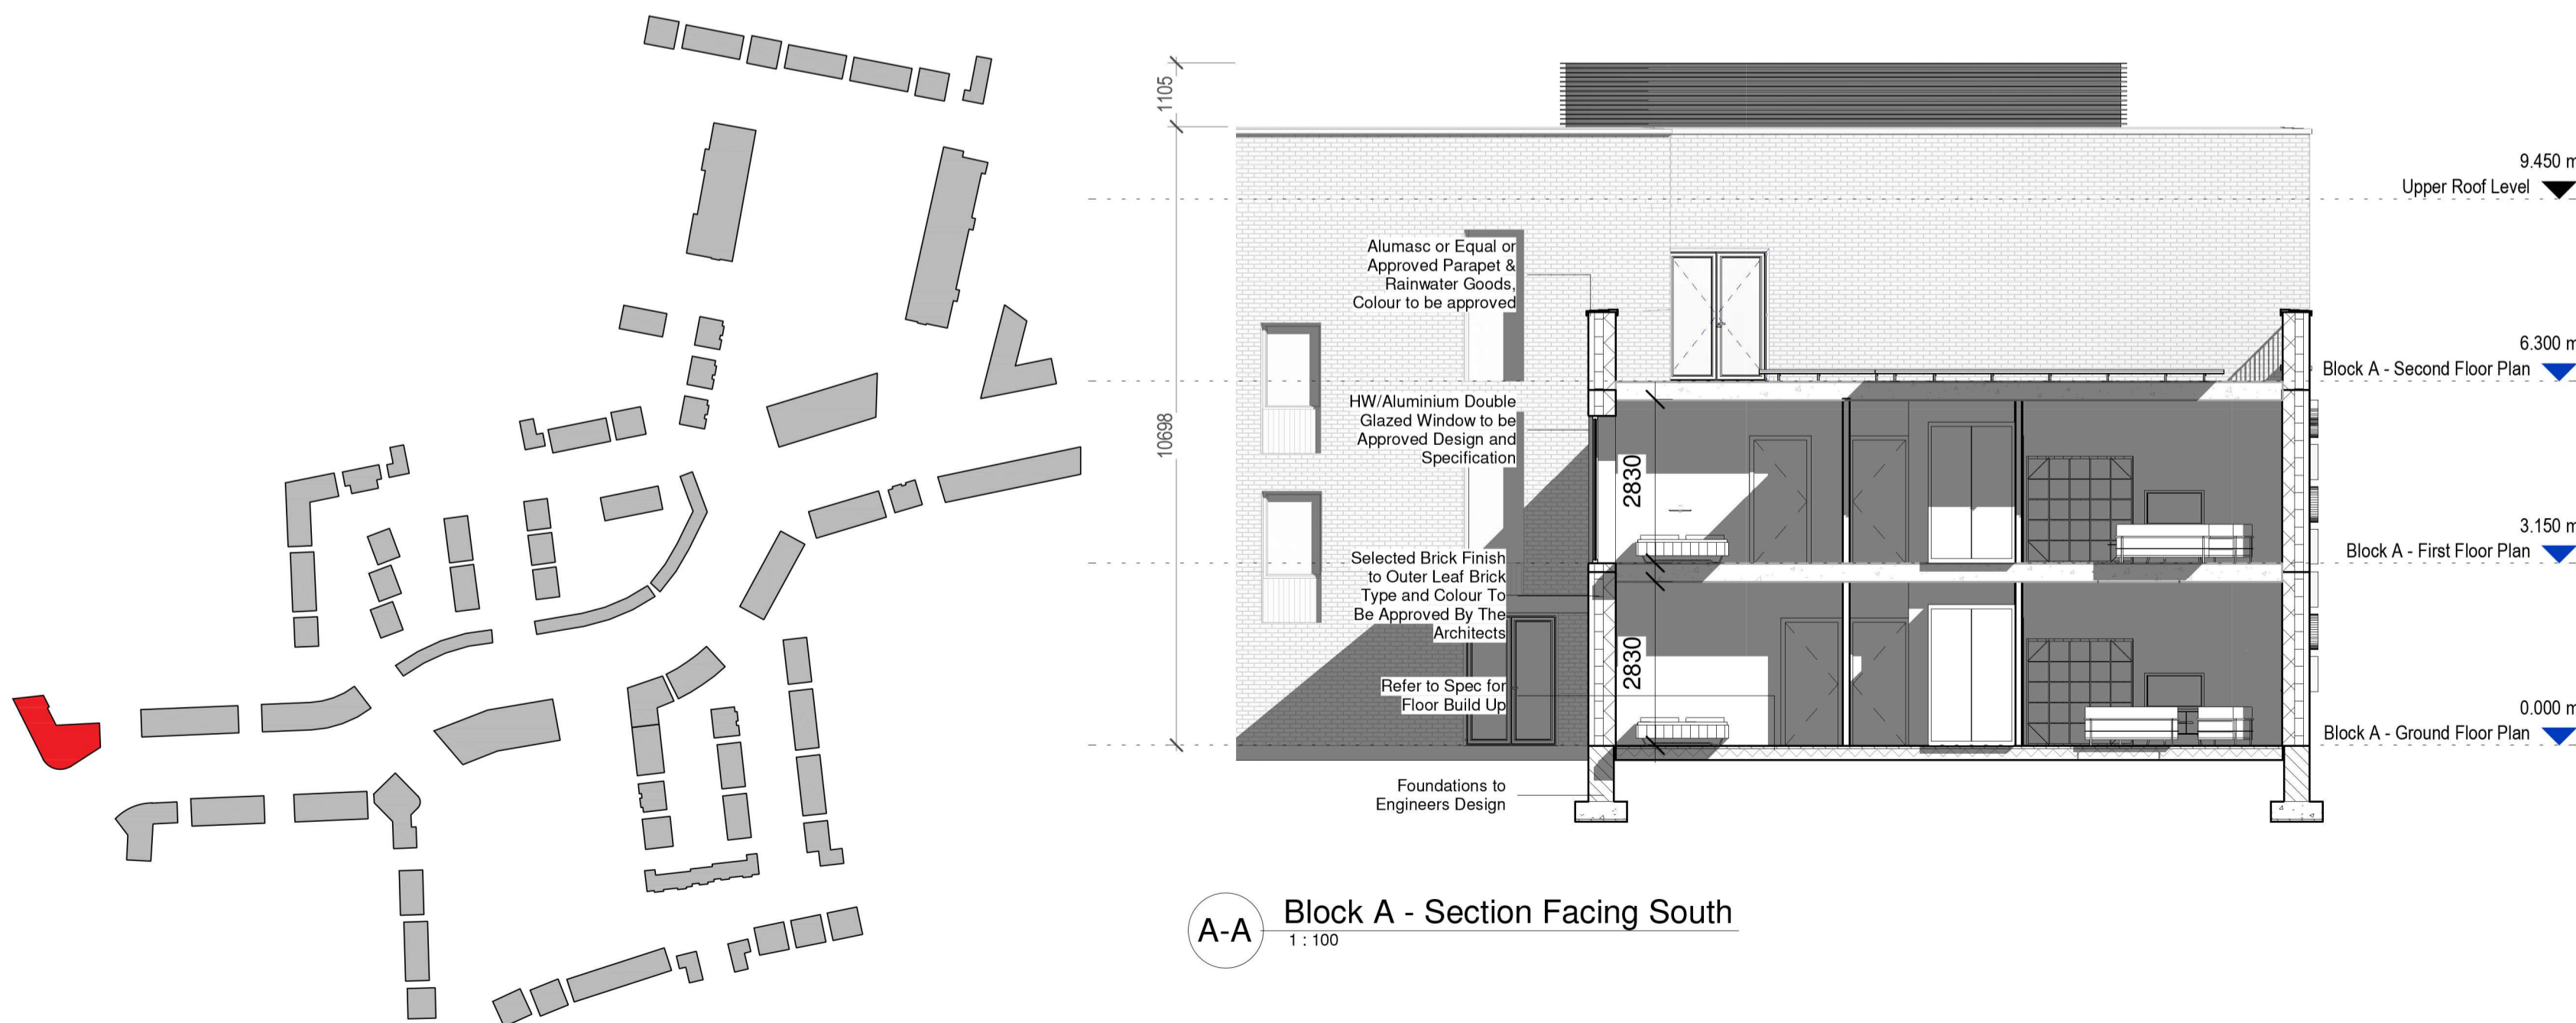 1105
10698
9.450 m
Upper Roof Level
Alumasc or Equal or
Approved Parapet &
Rainwater Goods,
Colour to be approved
6.300 m
Block A - Second Floor Plan
HW/Aluminium Double
Glazed Window to be
Approved Design and
Specification
2830
3.150 m
Block A - First Floor Plan
Selected Brick Finish
to Outer Leaf Brick
Type and Colour To
Be Approved By The
Architects
2830
Refer to Spec for
Floor Build Up
0.000 m
Block A - Ground Floor Plan
Foundations to
Engineers Design
A-A
Block A - Section Facing South
1 : 100